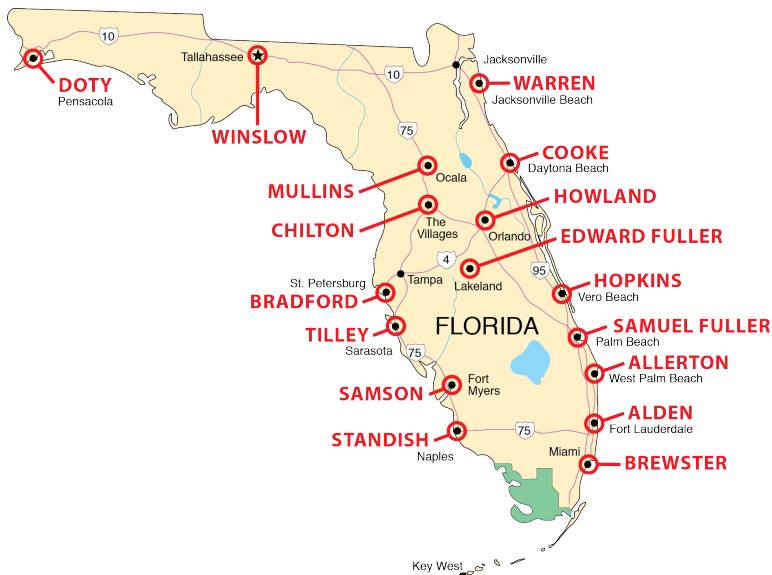 10
Tallahassee
DOTY
Pensacola
WINSLOW
Jacksonville
10
WARREN
Jacksonville Beach
75
COOKE
Daytona Beach
MULLINS
Ocala
HOWLAND
CHILTON
The
Villages
Orlando
EDWARD FULLER
4
95
St. Petersburg
Tampa
Lakeland
HOPKINS
Vero Beach
BRADFORD
TILLEY
Sarasota
FLORIDA
SAMUEL FULLER
Palm Beach
75
ALLERTON
West Palm Beach
SAMSON
Fort
Myers
ALDEN
Fort Lauderdale
STANDISH
Naples
75
Miami
BREWSTER
Key West